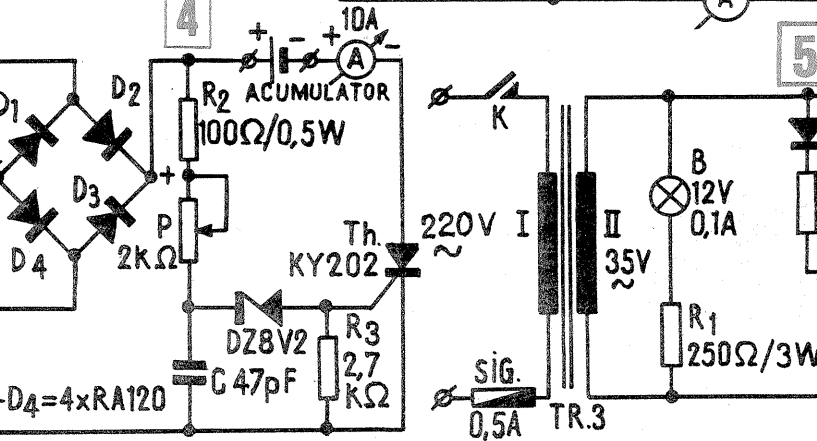 4
10A
+ - + -
A
ACUMULATOR
D1
D2
R2
100Ω/0,5W
+
D3
D4
P
2KΩ
Th.
KY202
DZ8V2
R3
2,7
KΩ
C 47pF
-D4=4xRA120
A
5
K
220V
~
I
II
35V
~
B
12V
0,1A
R1
250Ω/3W
SIG.
0,5A
TR.3